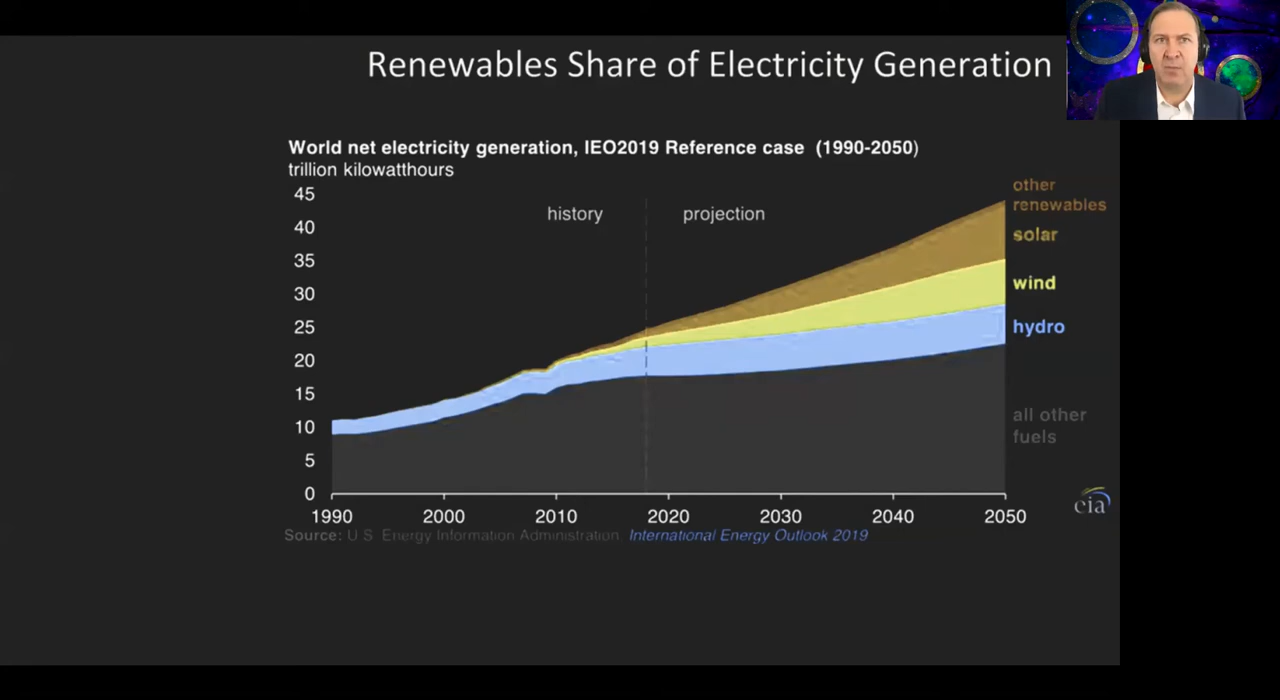 Renewables Share of Electricity Generation
World net electricity generation, IEO2019 Reference case (1990-2050)
trillion kilowatthours
45
40
35
30
25
20
15
10
5
0
history
projection
other
renewables
solar
wind
hydro
all other
fuels
eia
1990 2000 2010 2020 2030 2040 2050
Source: U.S. Energy Information Administration, International Energy Outlook 2019